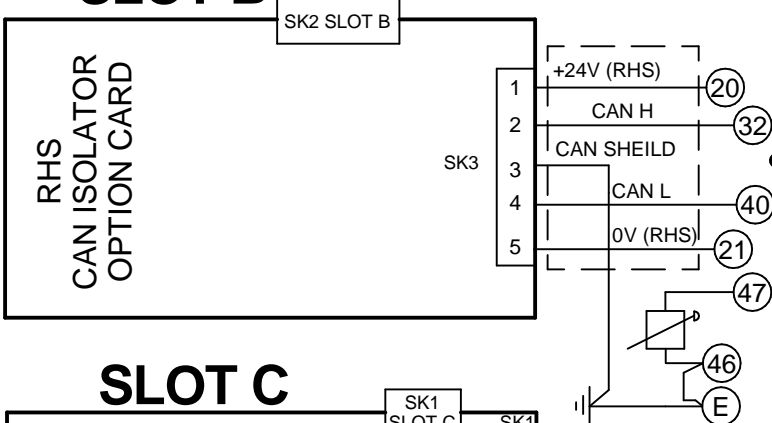 SLOT B
SK2 SLOT B
RHS
CAN ISOLATOR
OPTION CARD
SK3
1
2
3
4
5
+24V (RHS)
CAN H
CAN SHEILD
CAN L
0V (RHS)
20
32
40
21
47
46
E
SLOT C
SK1
SLOT C
SK1